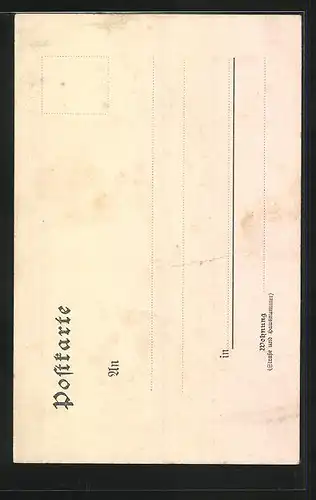 Postkarte
An
in
Wohnung
(Straße und Hausnummer)